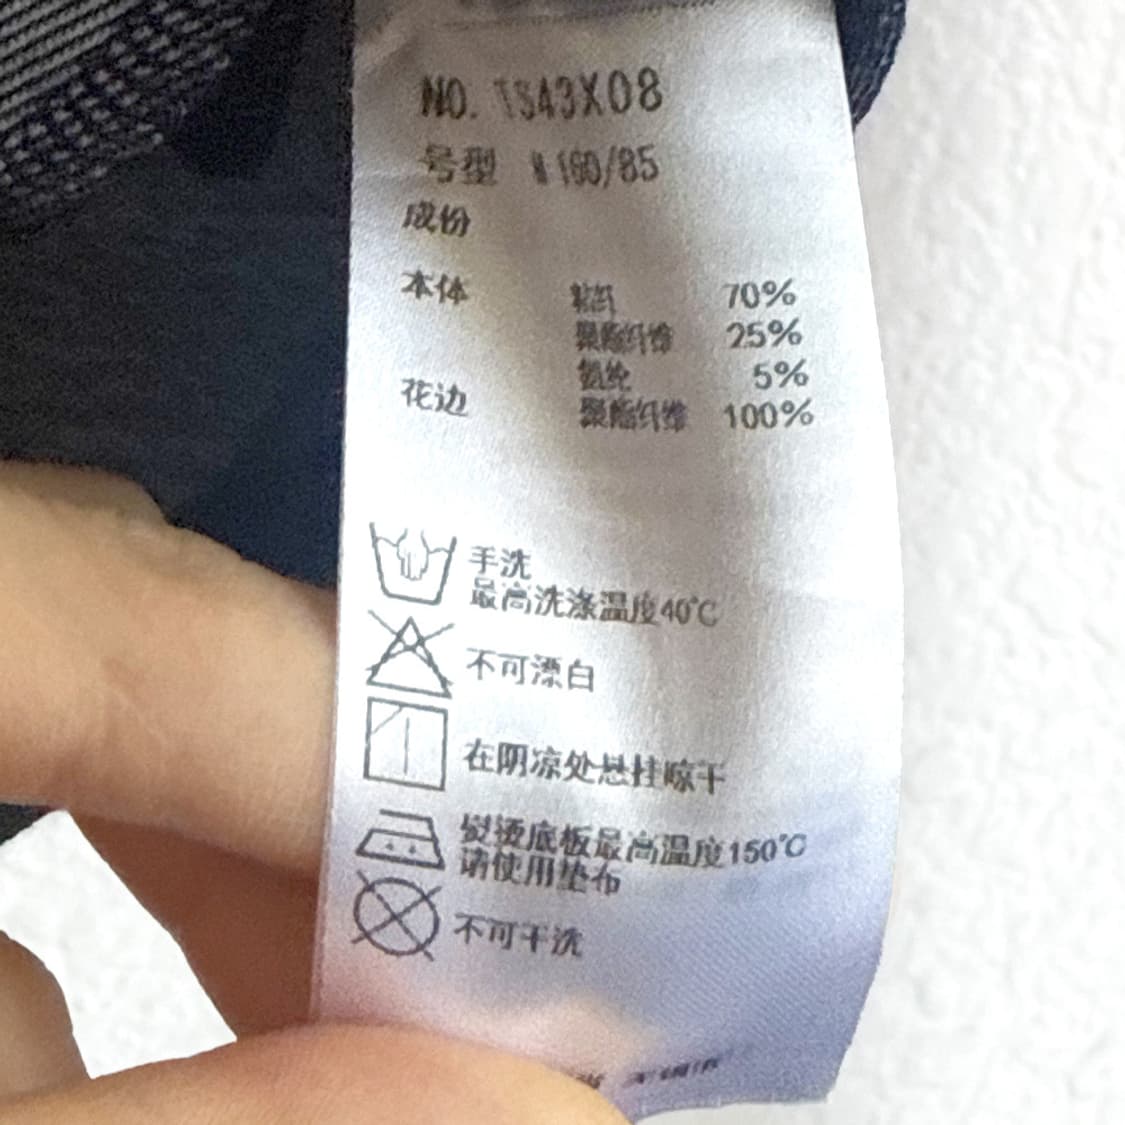 NO. TS43X08
号型 M 160/85
成份
本体 粘纤 70%
聚酯纤维 25%
氨纶 5%
花边 聚酯纤维 100%
手洗
最高洗涤温度40℃
不可漂白
在阴凉处悬挂晾干
熨烫底板最高温度150℃
请使用垫布
不可干洗